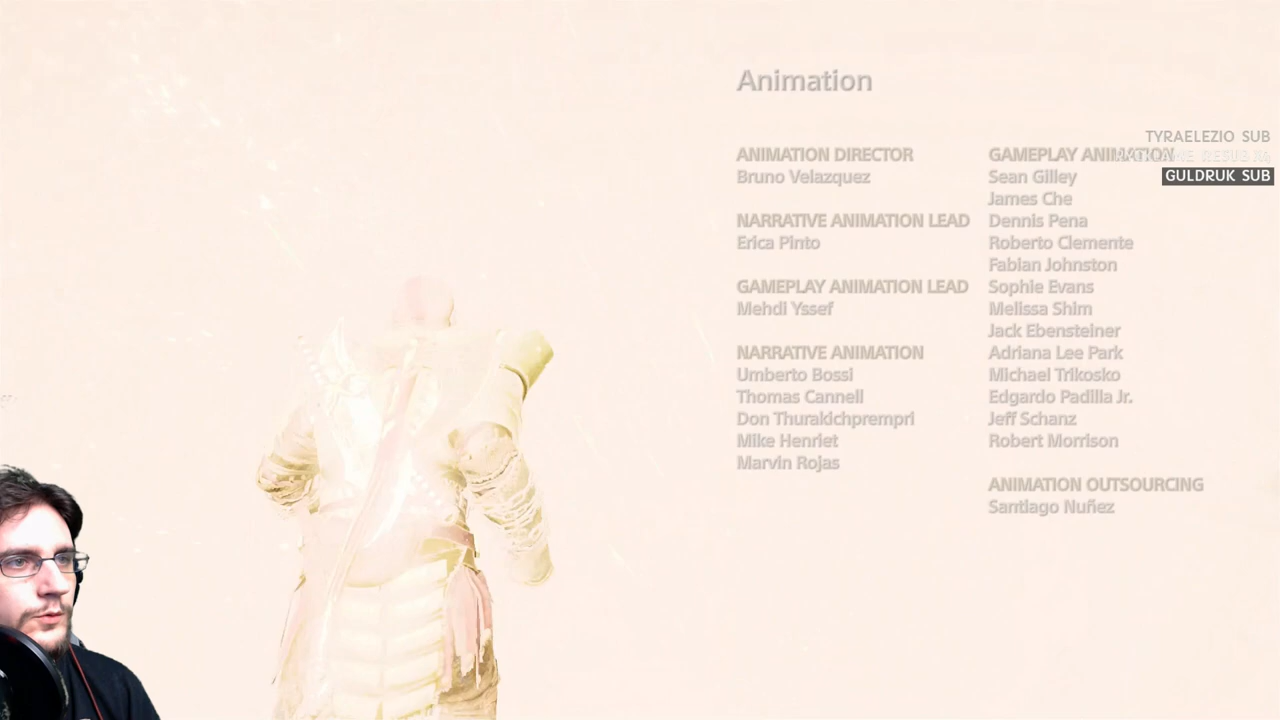 Animation
ANIMATION DIRECTOR
Bruno Velazquez
NARRATIVE ANIMATION LEAD
Erica Pinto
GAMEPLAY ANIMATION LEAD
Mehdi Yssef
NARRATIVE ANIMATION
Umberto Bossi
Thomas Cannell
Don Thurakichprempri
Mike Henriet
Marvin Rojas
GAMEPLAY ANIMATION
Sean Gilley
James Che
Dennis Pena
Roberto Clemente
Fabian Johnston
Sophie Evans
Melissa Shim
Jack Ebensteiner
Adriana Lee Park
Michael Trikosko
Edgardo Padilla Jr.
Jeff Schanz
Robert Morrison
ANIMATION OUTSOURCING
Santiago Nuñez
TYRAELEZIO SUB
RESUB X4
GULDRUK SUB